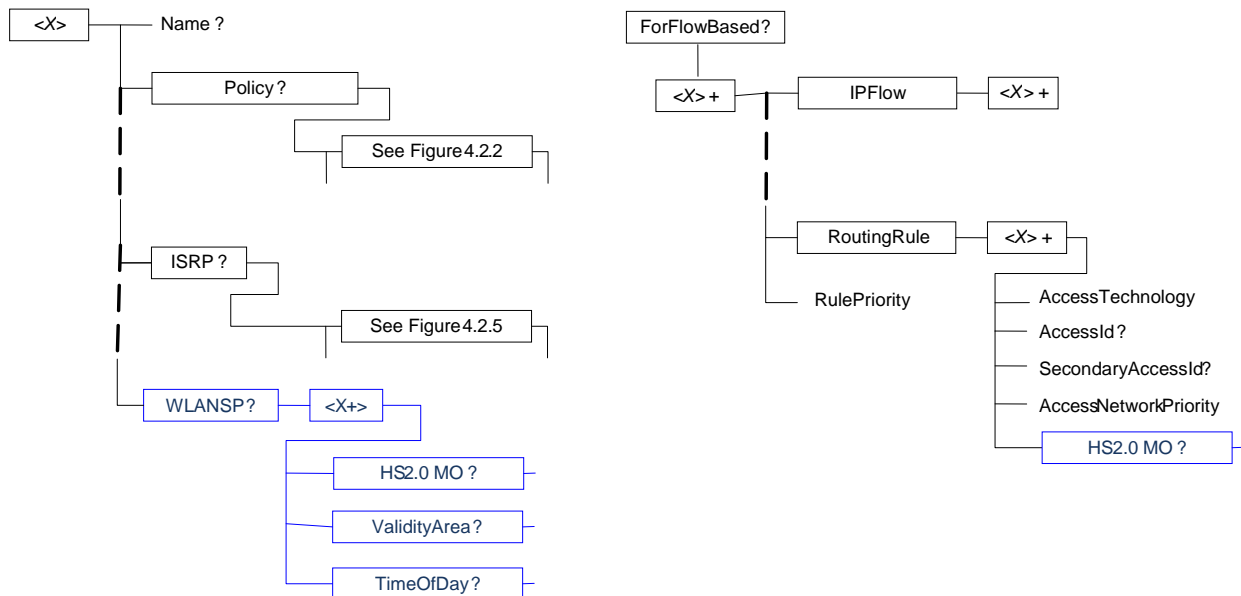 <X>
Name ?
Policy ?
See Figure 4.2.2
ISRP ?
See Figure 4.2.5
WLANSP?
<X+>
HS2.0 MO ?
ValidityArea ?
TimeOfDay ?
ForFlowBased ?
<X> +
IPFlow
<X> +
RoutingRule
<X> +
RulePriority
AccessTechnology
AccessId ?
SecondaryAccessId?
AccessNetworkPriority
HS2.0 MO ?